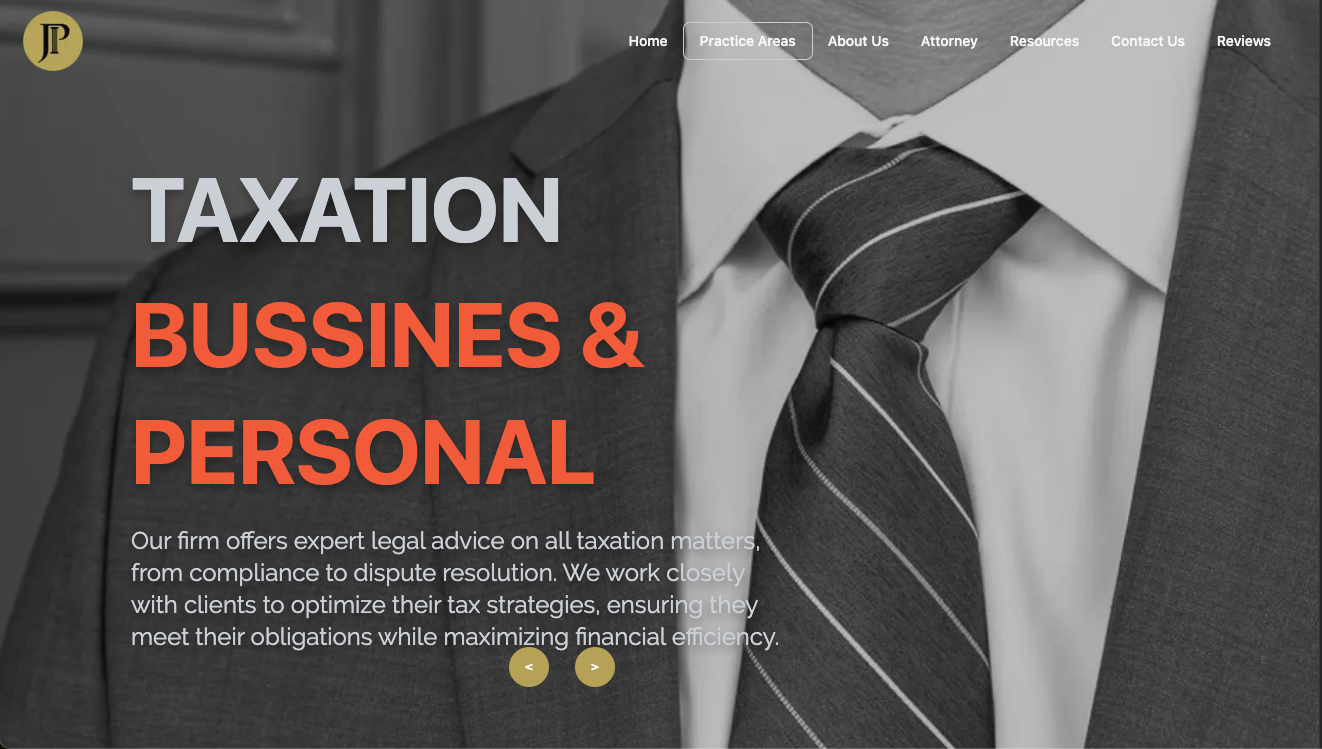 JP
Home Practice Areas About Us Attorney Resources Contact Us Reviews
TAXATION
BUSSINES &
PERSONAL
Our firm offers expert legal advice on all taxation matters,
from compliance to dispute resolution. We work closely
with clients to optimize their tax strategies, ensuring they
meet their obligations while maximizing financial efficiency.
< >